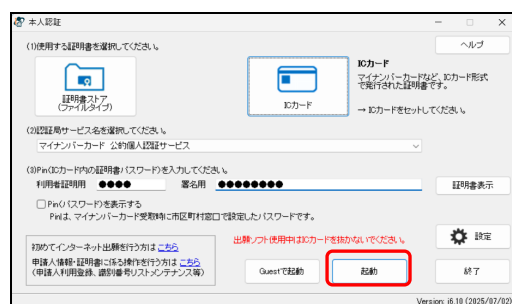 本人認証
(1)使用する証明書を選択してください。
ヘルプ
証明書ストア
(ファイルタイプ)
ICカード
ICカード
マイナンバーカードなど、ICカード形式
で発行された証明書です。
→ ICカードをセットしてください。
(2)認証局サービス名を選択してください。
マイナンバーカード 公的個人認証サービス
(3)Pin(ICカード内の証明書パスワード)を入力してください。
利用者証明用 ●●●● 署名用 ●●●●●●●●
証明書表示
Pin(パスワード)を表示する
Pinは、マイナンバーカード受取時に市区町村窓口で設定したパスワードです。
出願ソフト使用中はICカードを抜かないでください。
設定
初めてインターネット出願を行う方は こちら
申請人情報・証明書に係る操作を行う方は こちら
(申請人利用登録、識別番号リストメンテナンス等)
Guestで起動
起動
終了
Version: i6.10 (2025/07/02)